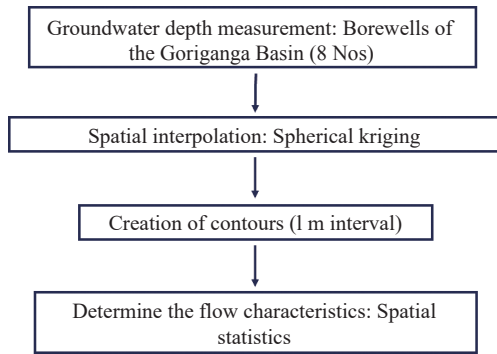 Groundwater depth measurement: Borewells of
the Goriganga Basin (8 Nos)
Spatial interpolation: Spherical kriging
Creation of contours (l m interval)
Determine the flow characteristics: Spatial
statistics